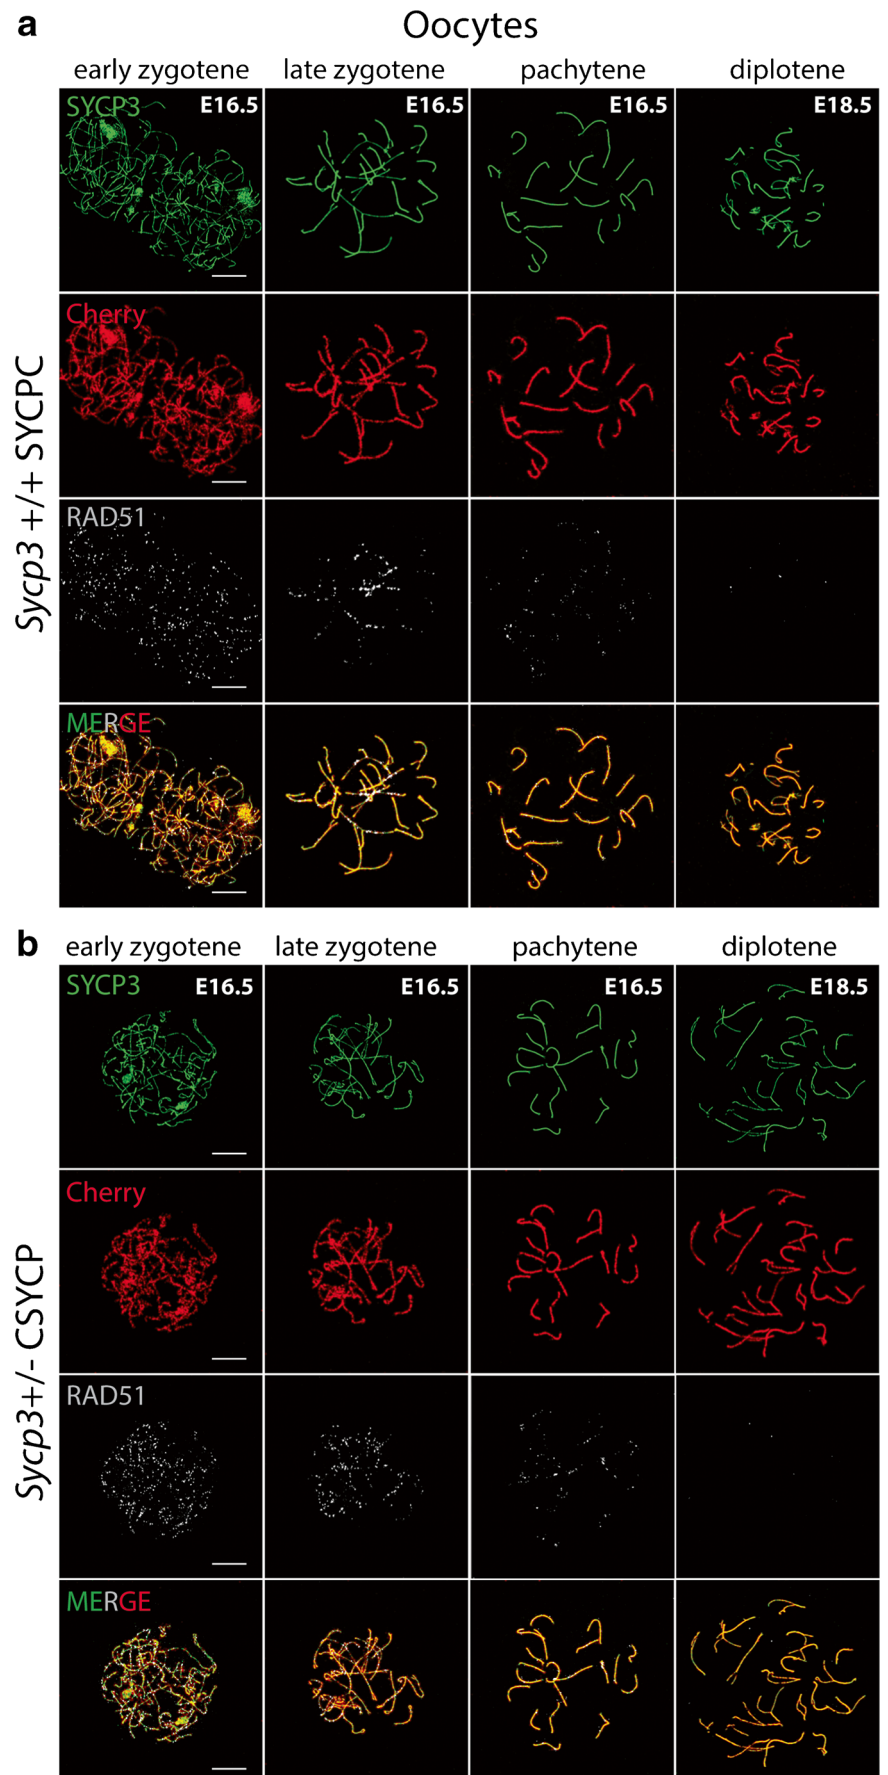 a
Oocytes
early zygotene late zygotene pachytene diplotene
SYCP3 E16.5 E16.5 E16.5 E18.5
Cherry
RAD51
MERGE
Sycp3 +/+ SYCPC
b
early zygotene late zygotene pachytene diplotene
SYCP3 E16.5 E16.5 E16.5 E18.5
Cherry
RAD51
MERGE
Sycp3+/- CSYCP